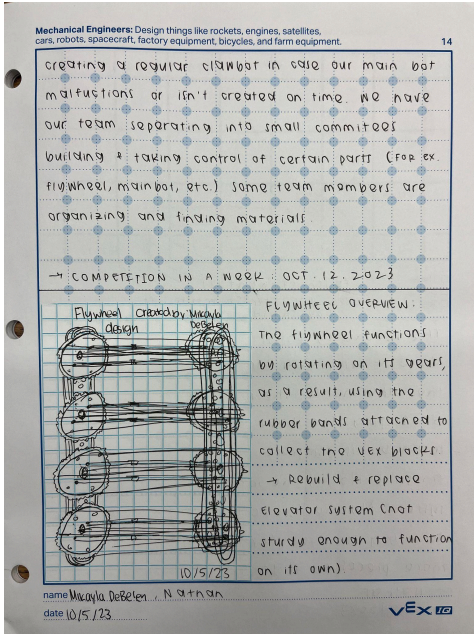 Mechanical Engineers: Design things like rockets, engines, satellites,
cars, robots, spacecraft, factory equipment, bicycles, and farm equipment.
14
creating a regular clawbot in case our main bot
malfuctions or isn't created on time. We have
our team seperating into small commitees
building + taking control of certain parts (FOR EX.
flywheel, mainbot, etc.) some team members are
organizing and finding materials.
→ COMPETITION IN A WEEK: OCT. 12. 2023
Flywheel created by Mikayla
design DeBelen
10/5/23
FLYWHEEL OVERVIEW:
The flywheel functions
by rotating on its gears,
as a result, using the
rubber bands attached to
collect the VEX blocks.
→ Rebuild + replace
Elevator system (not
sturdy enough to function
on its own).
name Mikayla DeBelen, Nathan
date 10/5/23
VEX IQ